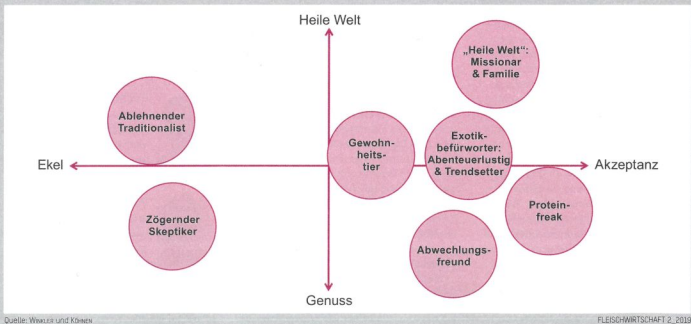 Heile Welt
„Heile Welt“:
Missionar
& Familie
Ablehnender
Traditionalist
Gewohn-
heits-
tier
Exotik-
befürworter:
Abenteuerlustig
& Trendsetter
Ekel
Akzeptanz
Zögernder
Skeptiker
Protein-
freak
Abwechlungs-
freund
Genuss
Quelle: Winkler und Köhnen
FLEISCHWIRTSCHAFT 2_2019